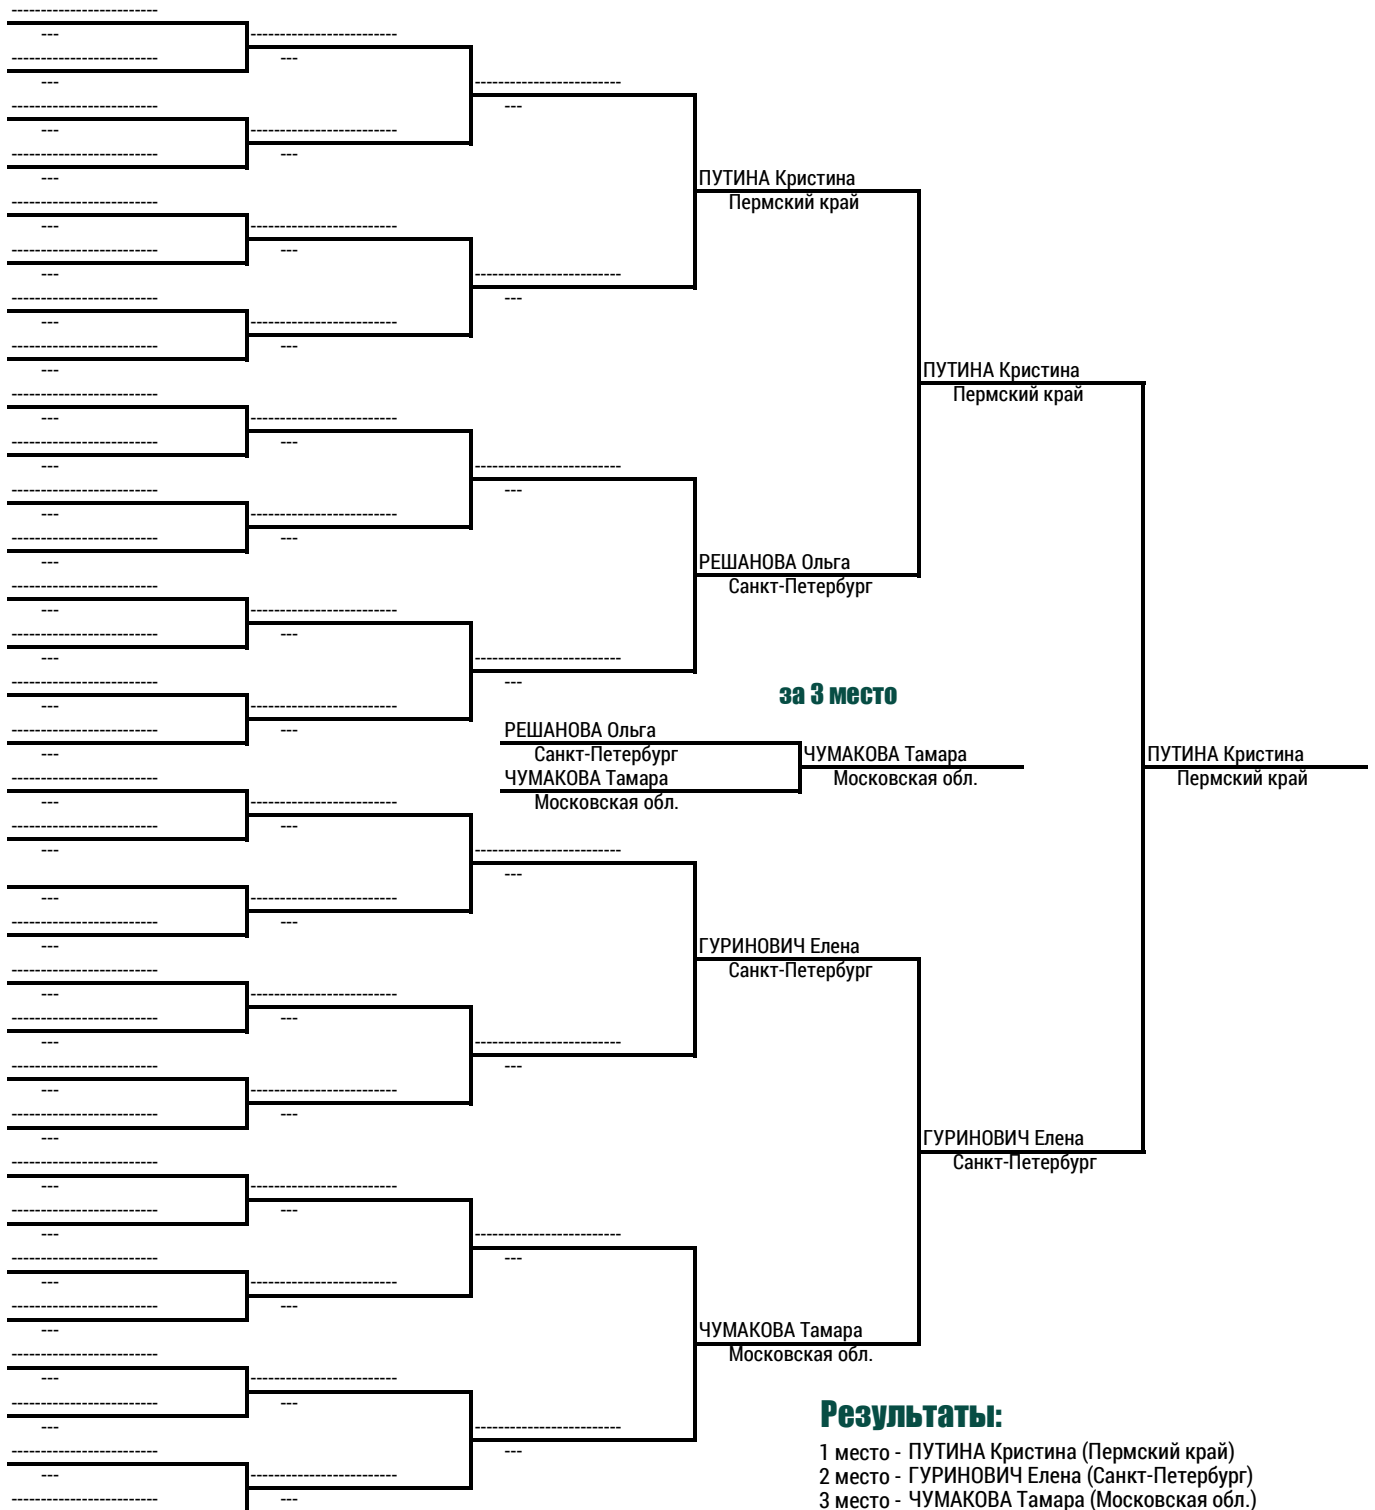 ПУТИНА Кристина
Пермский край
ПУТИНА Кристина
Пермский край
РЕШАНОВА Ольга
Санкт-Петербург
за 3 место
РЕШАНОВА Ольга
Санкт-Петербург
ЧУМАКОВА Тамара
Московская обл.
ЧУМАКОВА Тамара
Московская обл.
ПУТИНА Кристина
Пермский край
ГУРИНОВИЧ Елена
Санкт-Петербург
ГУРИНОВИЧ Елена
Санкт-Петербург
ЧУМАКОВА Тамара
Московская обл.
Результаты:
1 место - ПУТИНА Кристина (Пермский край)
2 место - ГУРИНОВИЧ Елена (Санкт-Петербург)
3 место - ЧУМАКОВА Тамара (Московская обл.)